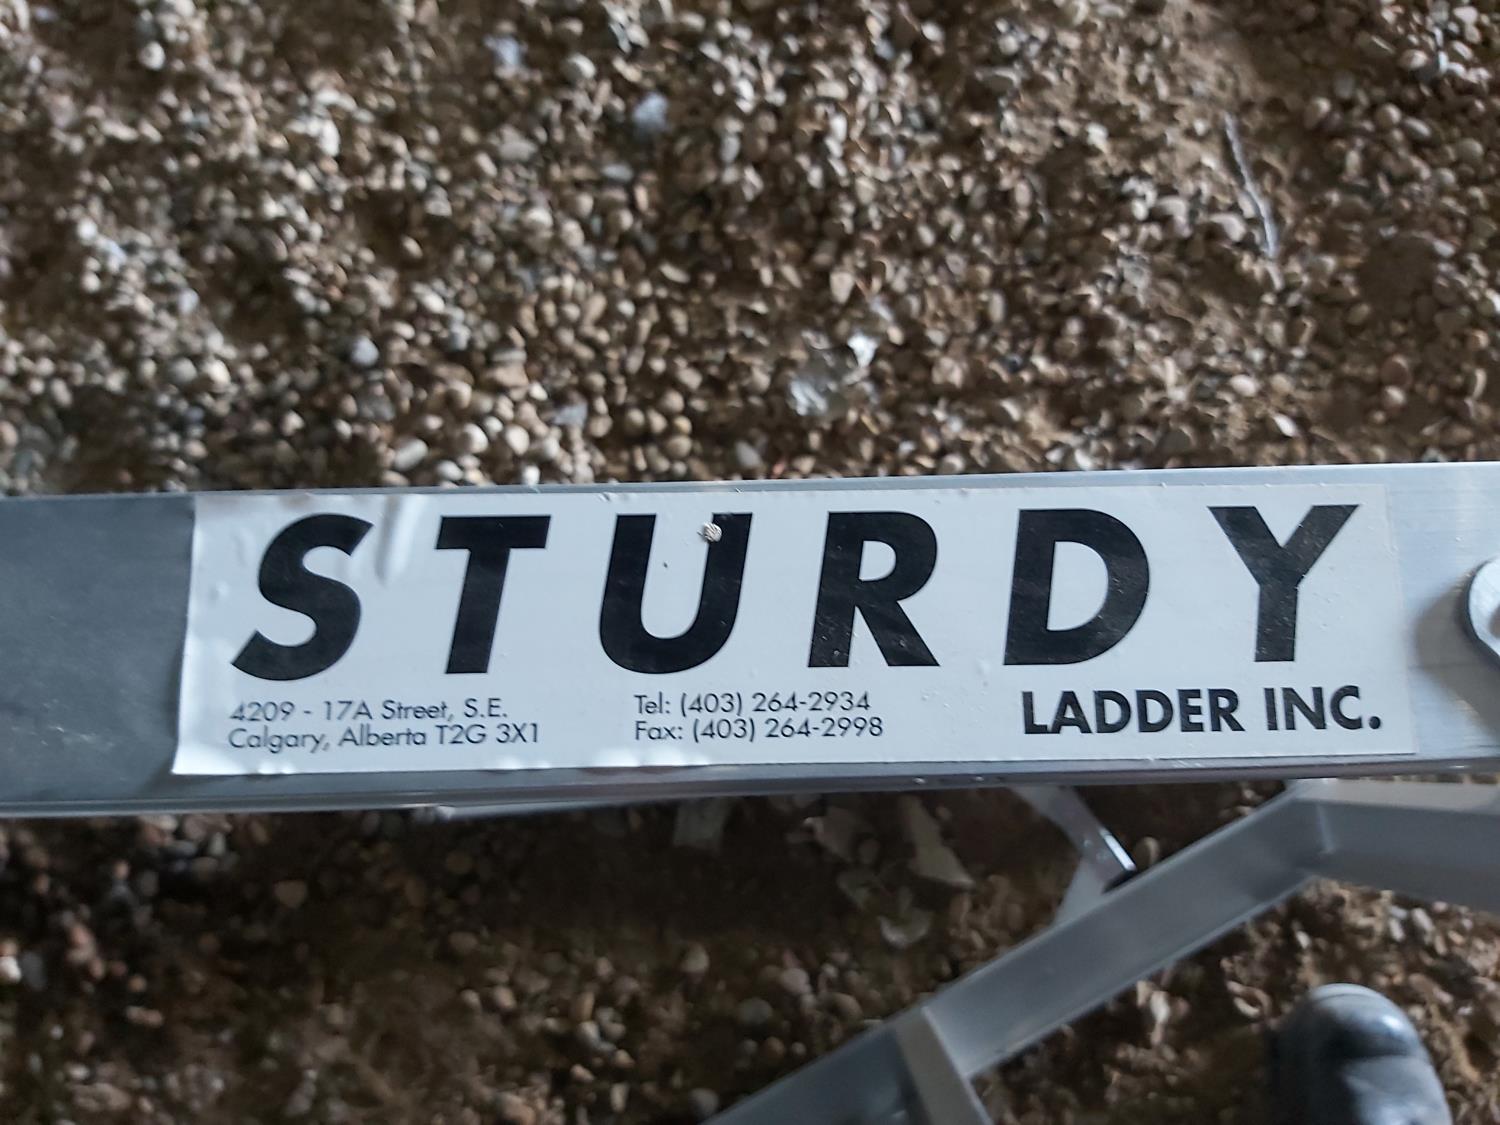 STURDY
LADDER INC.
4209 - 17A Street, S.E.
Calgary, Alberta T2G 3X1
Tel: (403) 264-2934
Fax: (403) 264-2998